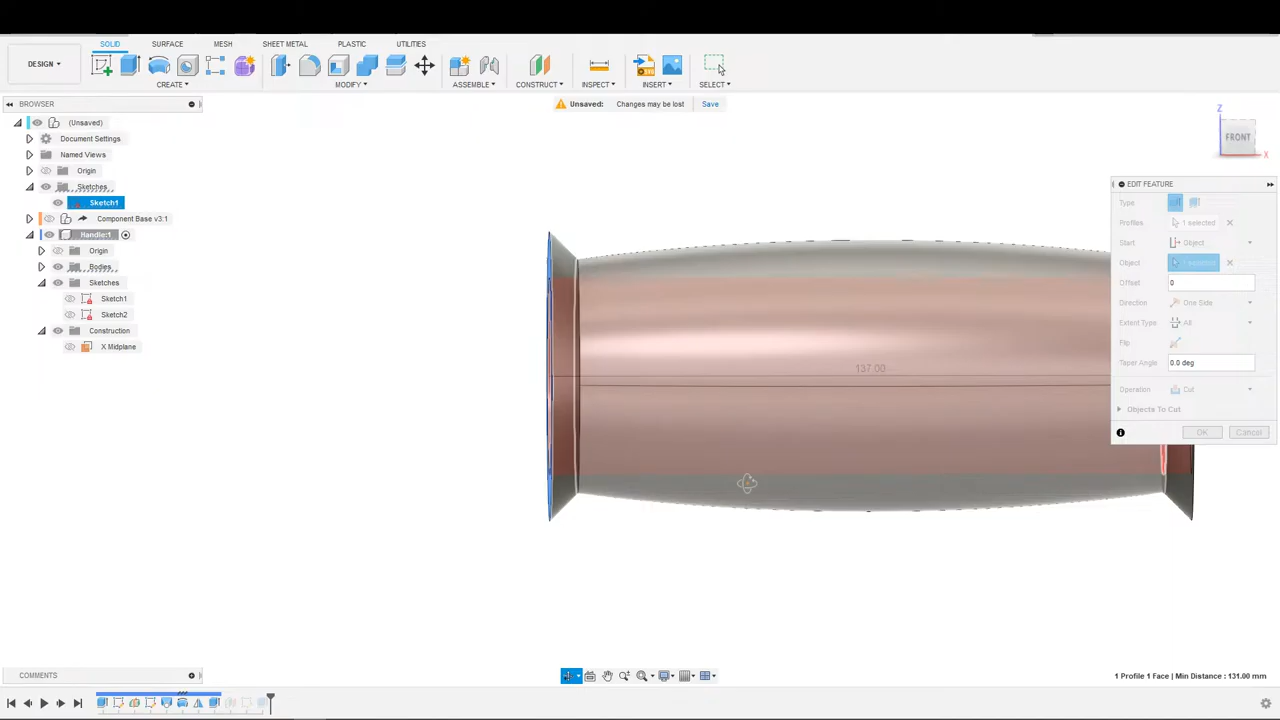 SOLID SURFACE MESH SHEET METAL PLASTIC UTILITIES
DESIGN
CREATE MODIFY ASSEMBLE CONSTRUCT INSPECT INSERT SELECT
BROWSER
Unsaved: Changes may be lost Save
(Unsaved)
Document Settings
Named Views
Origin
Sketches
Sketch1
Component Base v3:1
Handle:1
Origin
Bodies
Sketches
Sketch1
Sketch2
Construction
X Midplane
Z
FRONT
X
EDIT FEATURE
Type
Profiles 1 selected
Start Object
Object 1 selected
Offset 0
Direction One Side
Extent Type All
Flip
Taper Angle 0.0 deg
Operation Cut
Objects To Cut
OK Cancel
137.00
COMMENTS
1 Profile 1 Face | Min Distance : 131.00 mm